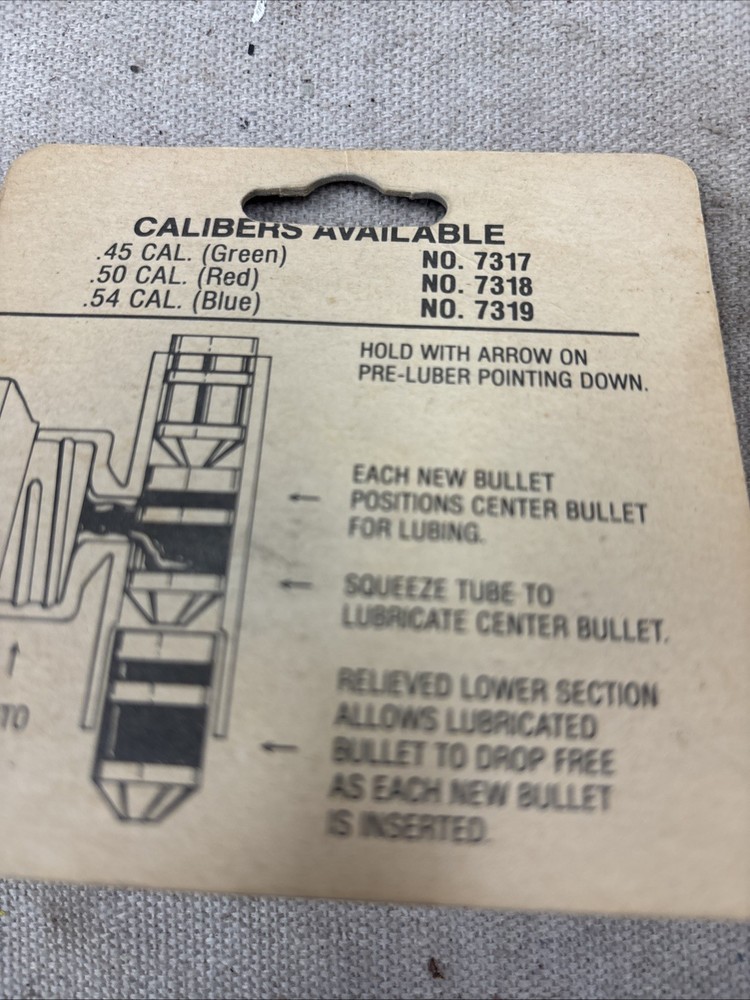 CALIBERS AVAILABLE
.45 CAL. (Green) NO. 7317
.50 CAL. (Red) NO. 7318
.54 CAL. (Blue) NO. 7319
HOLD WITH ARROW ON
PRE-LUBER POINTING DOWN.
EACH NEW BULLET
POSITIONS CENTER BULLET
FOR LUBING.
SQUEEZE TUBE TO
LUBRICATE CENTER BULLET.
RELIEVED LOWER SECTION
ALLOWS LUBRICATED
BULLET TO DROP FREE
AS EACH NEW BULLET
IS INSERTED.
TO